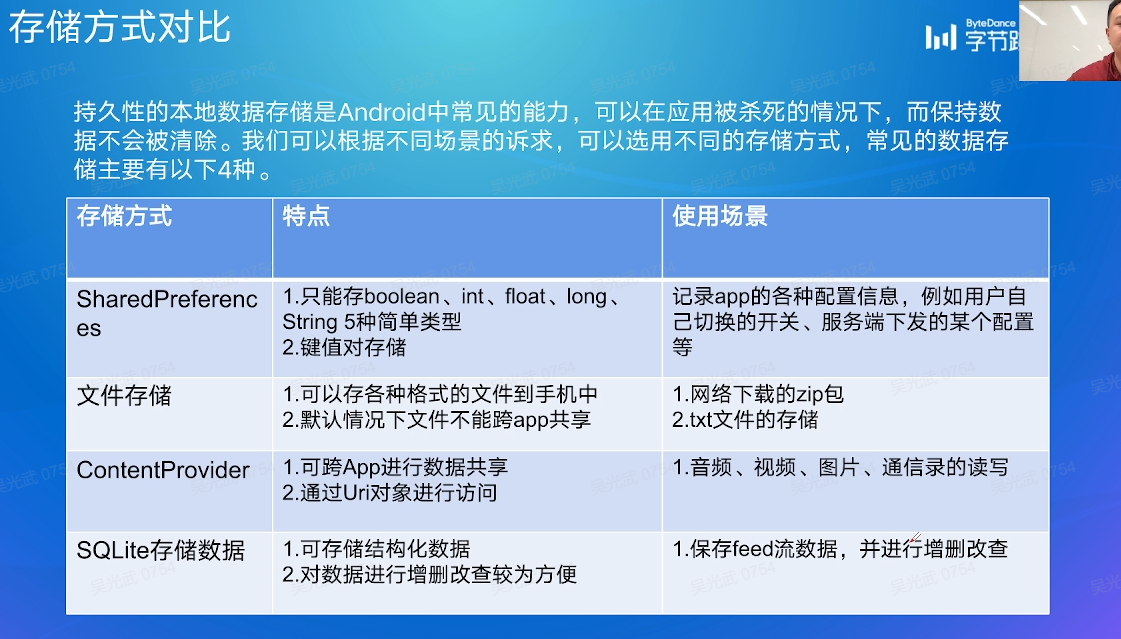 存储方式对比
ByteDance
字节跳
持久性的本地数据存储是Android中常见的能力，可以在应用被杀死的情况下，而保持数
据不会被清除。我们可以根据不同场景的诉求，可以选用不同的存储方式，常见的数据存
储主要有以下4种。
存储方式
特点
使用场景
SharedPreferenc
es
1.只能存boolean、int、float、long、
String 5种简单类型
2.键值对存储
记录app的各种配置信息，例如用户自
己切换的开关、服务端下发的某个配置
等
文件存储
1.可以存各种格式的文件到手机中
2.默认情况下文件不能跨app共享
1.网络下载的zip包
2.txt文件的存储
ContentProvider
1.可跨App进行数据共享
2.通过Uri对象进行访问
1.音频、视频、图片、通信录的读写
SQLite存储数据
1.可存储结构化数据
2.对数据进行增删改查较为方便
1.保存feed流数据，并进行增删改查
吴光武 0754